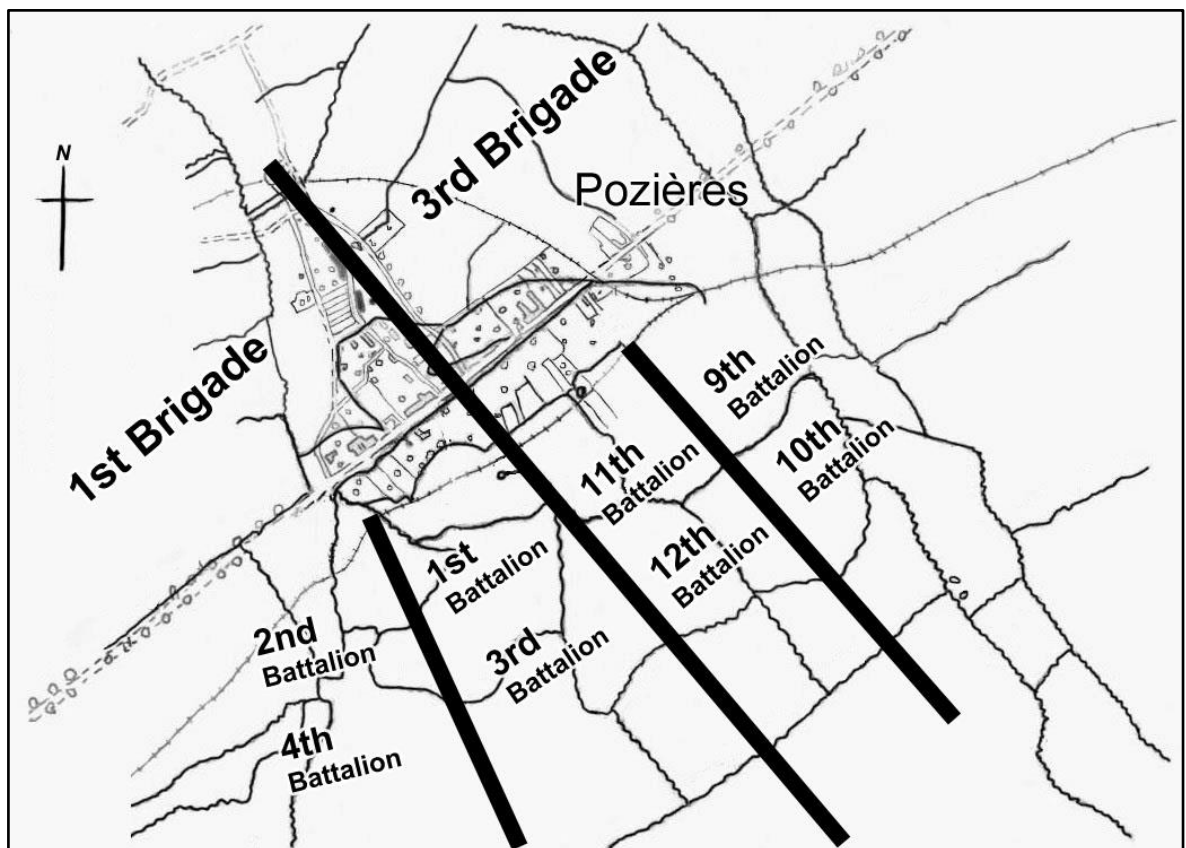 N
3rd Brigade
Pozières
1st Brigade
9th
Battalion
10th
Battalion
11th
Battalion
12th
Battalion
1st
Battalion
3rd
Battalion
2nd
Battalion
4th
Battalion